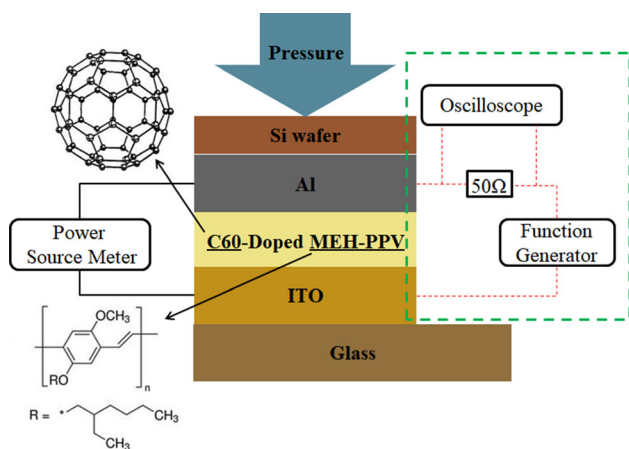 Pressure
Oscilloscope
Si wafer
Al
50Ω
Power
Source Meter
C60-Doped MEH-PPV
Function
Generator
ITO
OCH₃
RO
n
Glass
R = *
CH₃
CH₃